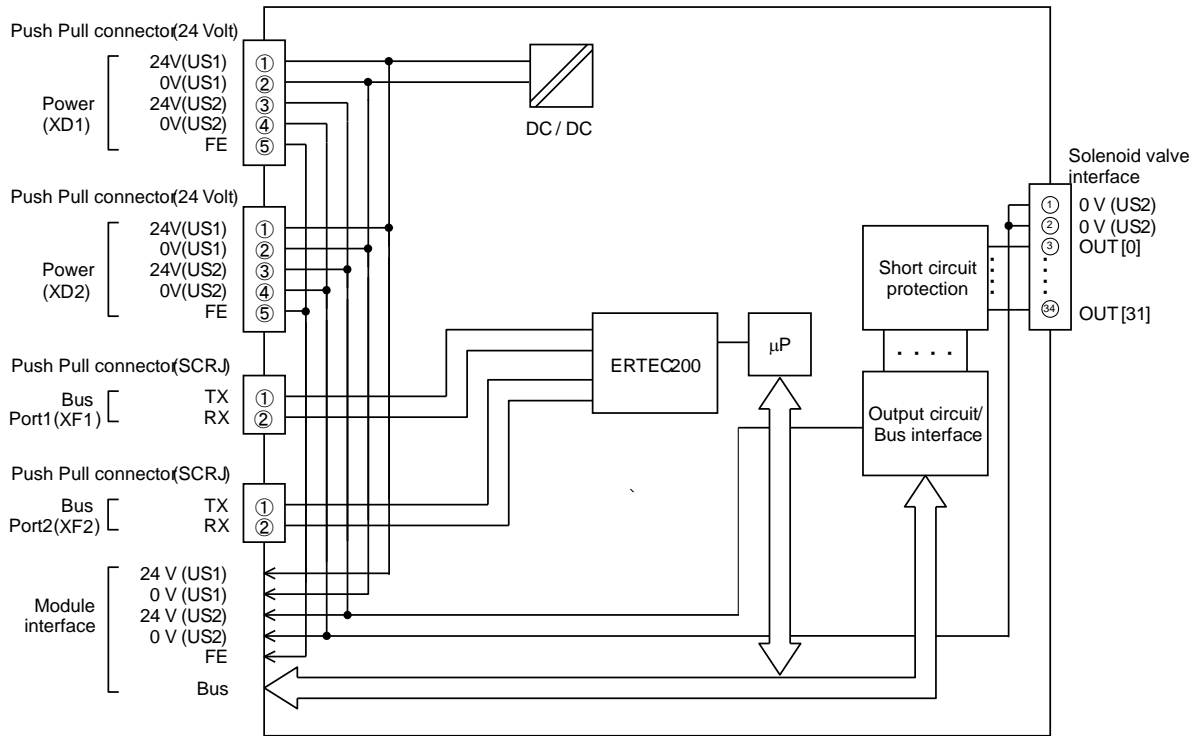 Push Pull connector(24 Volt)
24V(US1) ①
0V(US1) ②
Power 24V(US2) ③
(XD1) 0V(US2) ④
FE ⑤
DC / DC
Push Pull connector(24 Volt)
24V(US1) ①
0V(US1) ②
Power 24V(US2) ③
(XD2) 0V(US2) ④
FE ⑤
Solenoid valve
interface
① 0 V (US2)
② 0 V (US2)
③ OUT [0]
㉞ OUT [31]
Short circuit
protection
ERTEC200
μP
Output circuit/
Bus interface
Push Pull connector(SCRJ)
Bus TX ①
Port1(XF1) RX ②
Push Pull connector(SCRJ)
Bus TX ①
Port2(XF2) RX ②
24 V (US1)
0 V (US1)
Module 24 V (US2)
interface 0 V (US2)
FE
Bus